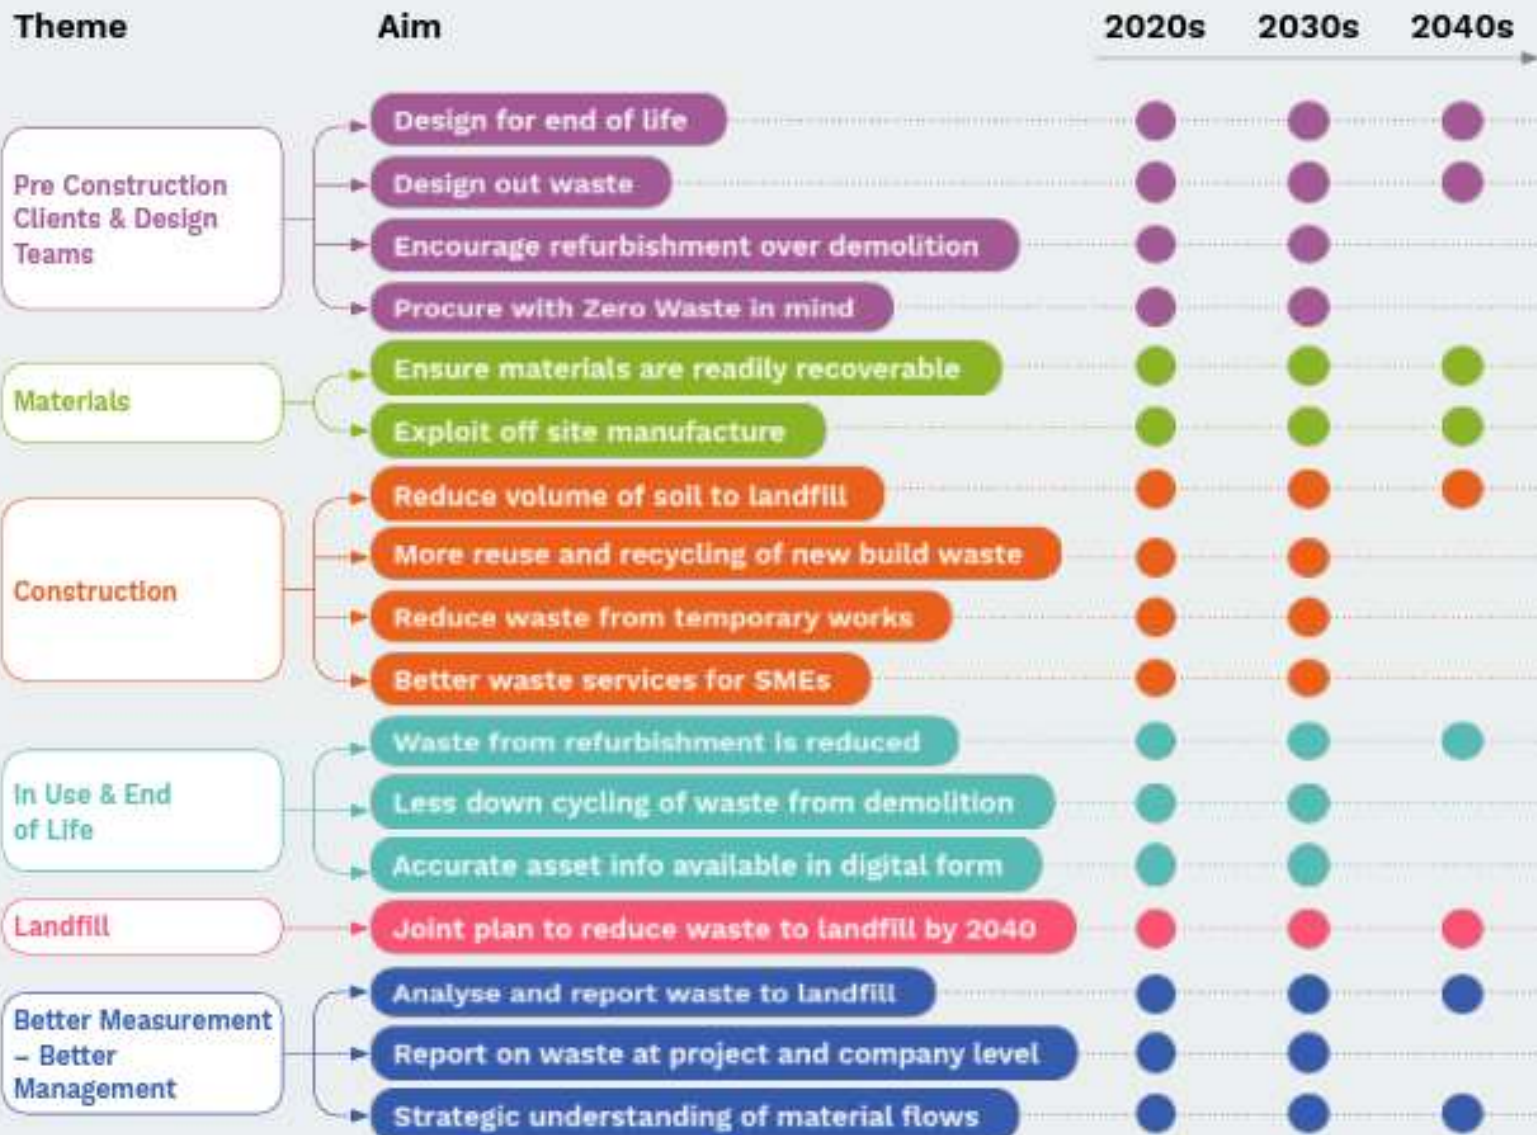 Theme Aim 2020s 2030s 2040s
Pre Construction
Clients & Design
Teams
Design for end of life
Design out waste
Encourage refurbishment over demolition
Procure with Zero Waste in mind
Materials
Ensure materials are readily recoverable
Exploit off site manufacture
Construction
Reduce volume of soil to landfill
More reuse and recycling of new build waste
Reduce waste from temporary works
Better waste services for SMEs
In Use & End
of Life
Waste from refurbishment is reduced
Less down cycling of waste from demolition
Accurate asset info available in digital form
Landfill
Joint plan to reduce waste to landfill by 2040
Better Measurement
– Better
Management
Analyse and report waste to landfill
Report on waste at project and company level
Strategic understanding of material flows